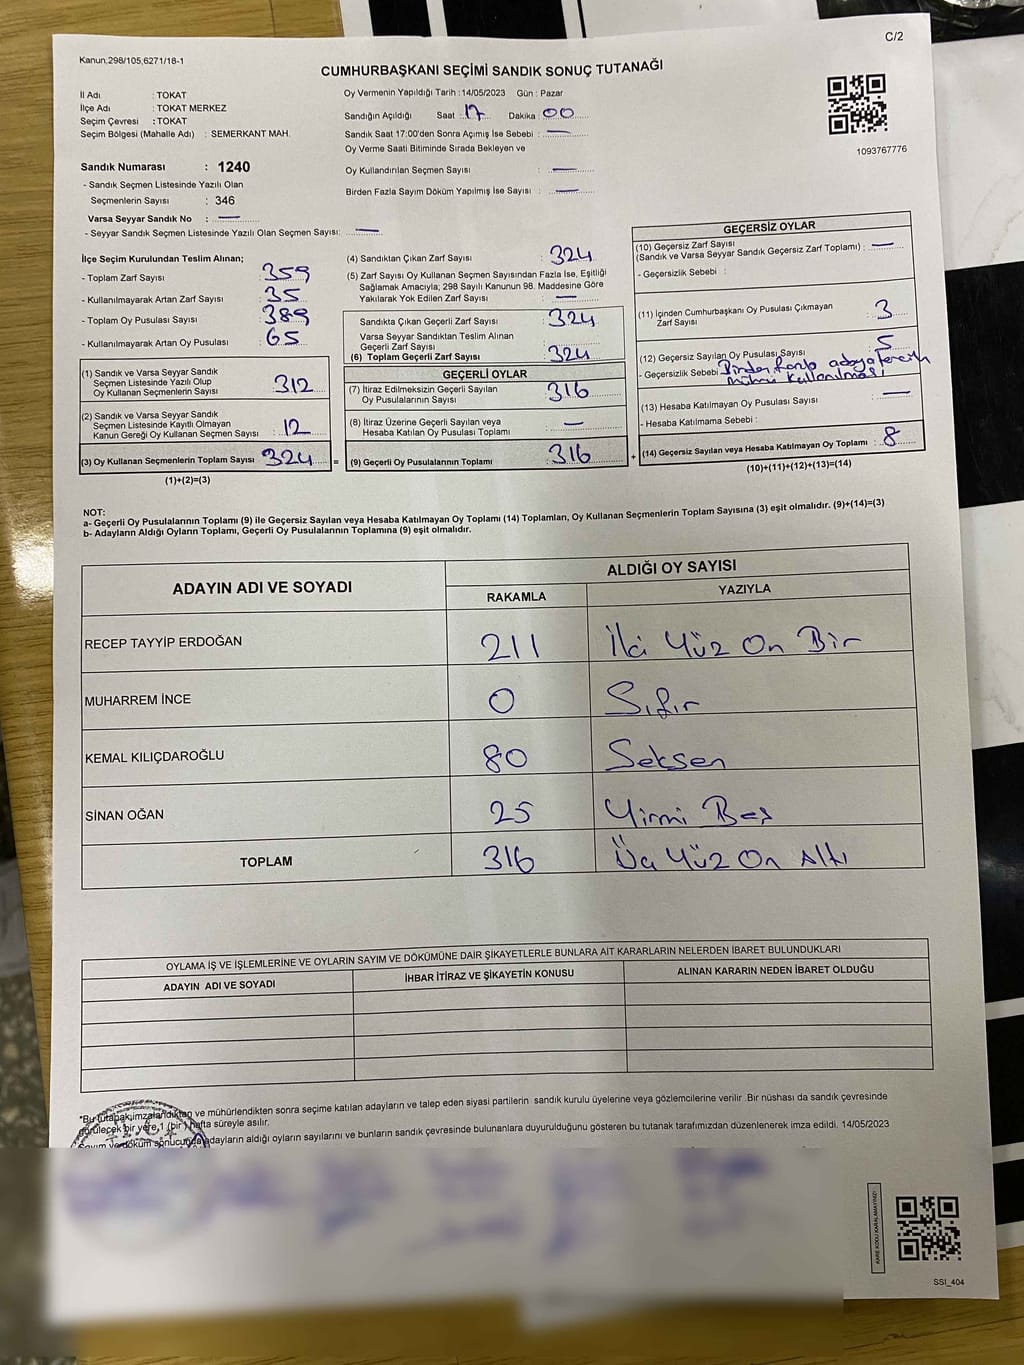 Kanun,298/105,6271/18-1
C/2
CUMHURBAŞKANI SEÇİMİ SANDIK SONUÇ TUTANAĞI
İl Adı : TOKAT
İlçe Adı : TOKAT MERKEZ
Seçim Çevresi : TOKAT
Seçim Bölgesi (Mahalle Adı) : SEMERKANT MAH.
Oy Vermenin Yapıldığı Tarih : 14/05/2023 Gün : Pazar
Sandığın Açıldığı Saat : 17 Dakika : 00
Sandık Saat 17:00'den Sonra Açımış İse Sebebi : —
Oy Verme Saati Bitiminde Sırada Bekleyen ve
Oy Kullandırılan Seçmen Sayısı : —
Birden Fazla Sayım Döküm Yapılmış İse Sayısı : —
1093767776
Sandık Numarası : 1240
- Sandık Seçmen Listesinde Yazılı Olan
Seçmenlerin Sayısı : 346
Varsa Seyyar Sandık No : —
- Seyyar Sandık Seçmen Listesinde Yazılı Olan Seçmen Sayısı: —
İlçe Seçim Kurulundan Teslim Alınan;
- Toplam Zarf Sayısı : 359
- Kullanılmayarak Artan Zarf Sayısı : 35
- Toplam Oy Pusulası Sayısı : 389
- Kullanılmayarak Artan Oy Pusulası : 65
(1) Sandık ve Varsa Seyyar Sandık
Seçmen Listesinde Yazılı Olup
Oy Kullanan Seçmenlerin Sayısı : 312
(2) Sandık ve Varsa Seyyar Sandık
Seçmen Listesinde Kayıtlı Olmayan
Kanun Gereği Oy Kullanan Seçmen Sayısı : 12
(3) Oy Kullanan Seçmenlerin Toplam Sayısı : 324
(1)+(2)=(3)
(4) Sandıktan Çıkan Zarf Sayısı : 324
(5) Zarf Sayısı Oy Kullanan Seçmen Sayısından Fazla İse, Eşitliği
Sağlamak Amacıyla; 298 Sayılı Kanunun 98. Maddesine Göre
Yakılarak Yok Edilen Zarf Sayısı : —
Sandıkta Çıkan Geçerli Zarf Sayısı : 324
Varsa Seyyar Sandıktan Teslim Alınan
Geçerli Zarf Sayısı :
(6) Toplam Geçerli Zarf Sayısı : 324
GEÇERLİ OYLAR
(7) İtiraz Edilmeksizin Geçerli Sayılan
Oy Pusulalarının Sayısı : 316
(8) İtiraz Üzerine Geçerli Sayılan veya
Hesaba Katılan Oy Pusulası Toplamı : —
= (9) Geçerli Oy Pusulalarının Toplamı : 316
GEÇERSİZ OYLAR
(10) Geçersiz Zarf Sayısı
(Sandık ve Varsa Seyyar Sandık Geçersiz Zarf Toplamı) : —
- Geçersizlik Sebebi :
(11) İçinden Cumhurbaşkanı Oy Pusulası Çıkmayan
Zarf Sayısı : 3
(12) Geçersiz Sayılan Oy Pusulası Sayısı : 5
- Geçersizlik Sebebi Birden fazla adaya tercih
mührü kullanılması
(13) Hesaba Katılmayan Oy Pusulası Sayısı : —
- Hesaba Katılmama Sebebi :
+ (14) Geçersiz Sayılan veya Hesaba Katılmayan Oy Toplamı : 8
(10)+(11)+(12)+(13)=(14)
NOT:
a- Geçerli Oy Pusulalarının Toplamı (9) ile Geçersiz Sayılan veya Hesaba Katılmayan Oy Toplamı (14) Toplamları, Oy Kullanan Seçmenlerin Toplam Sayısına (3) eşit olmalıdır. (9)+(14)=(3)
b- Adayların Aldığı Oyların Toplamı, Geçerli Oy Pusulalarının Toplamına (9) eşit olmalıdır.
ADAYIN ADI VE SOYADI ALDIĞI OY SAYISI
RAKAMLA YAZIYLA
RECEP TAYYİP ERDOĞAN 211 İki Yüz On Bir
MUHARREM İNCE 0 Sıfır
KEMAL KILIÇDAROĞLU 80 Seksen
SİNAN OĞAN 25 Yirmi Beş
TOPLAM 316 Üç Yüz On Altı
OYLAMA İŞ VE İŞLEMLERİNE VE OYLARIN SAYIM VE DÖKÜMÜNE DAİR ŞİKAYETLERLE BUNLARA AİT KARARLARIN NELERDEN İBARET BULUNDUKLARI
ADAYIN ADI VE SOYADI İHBAR İTİRAZ VE ŞİKAYETİN KONUSU ALINAN KARARIN NEDEN İBARET OLDUĞU
*Bu tutanak imzalandıktan ve mühürlendikten sonra seçime katılan adayların ve talep eden siyasi partilerin sandık kurulu üyelerine veya gözlemcilerine verilir .Bir nüshası da sandık çevresinde
görülecek bir yere 1 (bir) hafta süreyle asılır.
Sayım ve döküm sonucunda adayların aldığı oyların sayılarını ve bunların sandık çevresinde bulunanlara duyurulduğunu gösteren bu tutanak tarafımızdan düzenlenerek imza edildi. 14/05/2023
KARE KODU KARALAMAYINIZ!
SSI_404